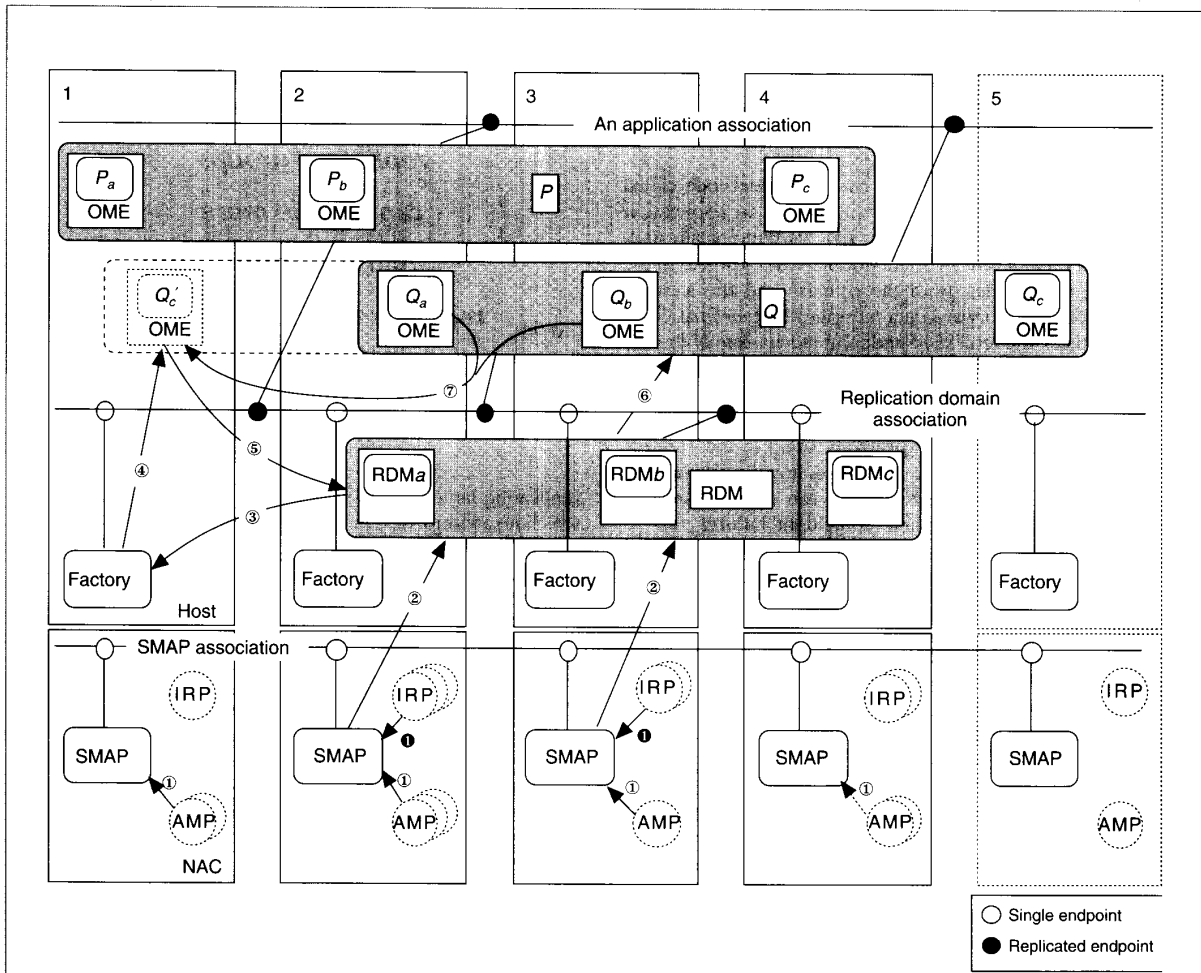 1
2
3
4
5
An application association
Pa
OME
Pb
OME
P
Pc
OME
Q'c
OME
Qa
OME
Qb
OME
Q
Qc
OME
⑦
⑥
Replication domain
association
④
⑤
③
RDMa
RDMb
RDM
RDMc
Factory
Factory
Factory
Factory
Factory
Host
②
②
SMAP association
IRP
IRP
IRP
IRP
IRP
SMAP
SMAP
SMAP
SMAP
SMAP
❶
❶
①
①
①
①
AMP
AMP
AMP
AMP
AMP
NAC
Single endpoint
Replicated endpoint